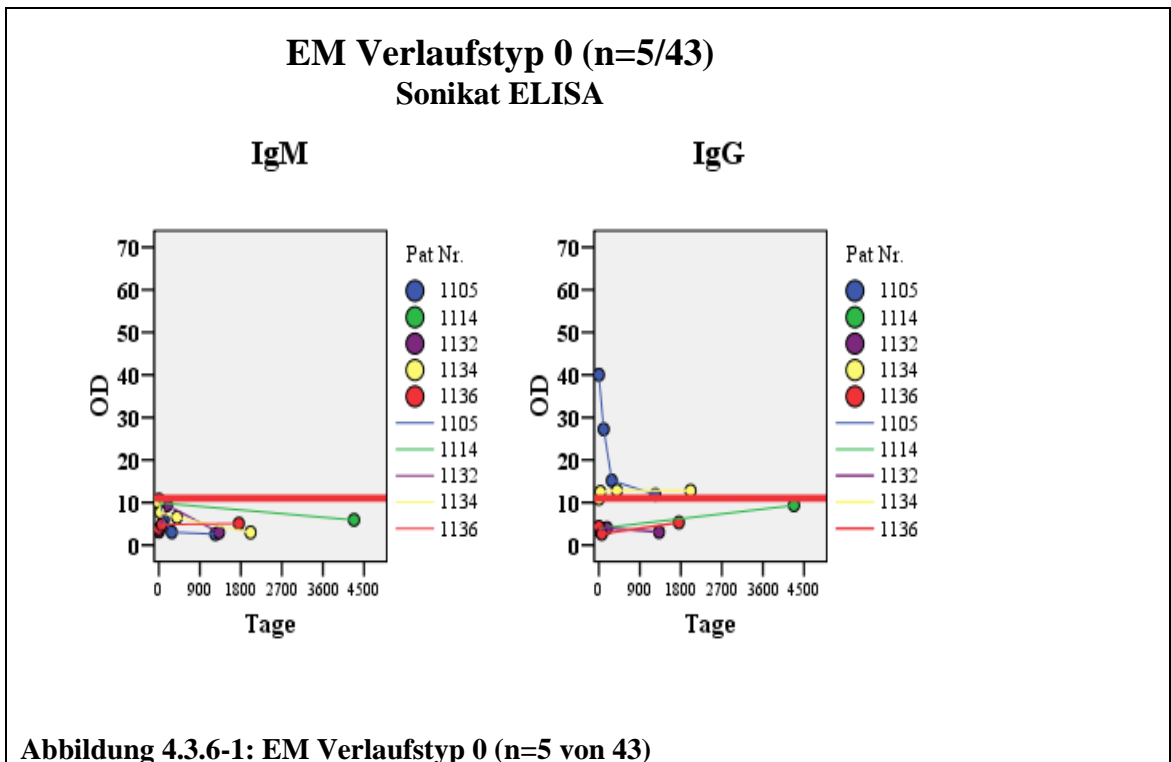 EM Verlaufstyp 0 (n=5/43)
Sonikat ELISA
IgM
OD
70
60
50
40
30
20
10
0
0 900 1800 2700 3600 4500
Tage
Pat Nr.
1105
1114
1132
1134
1136
1105
1114
1132
1134
1136
IgG
OD
70
60
50
40
30
20
10
0
0 900 1800 2700 3600 4500
Tage
Pat Nr.
1105
1114
1132
1134
1136
1105
1114
1132
1134
1136
Abbildung 4.3.6-1: EM Verlaufstyp 0 (n=5 von 43)